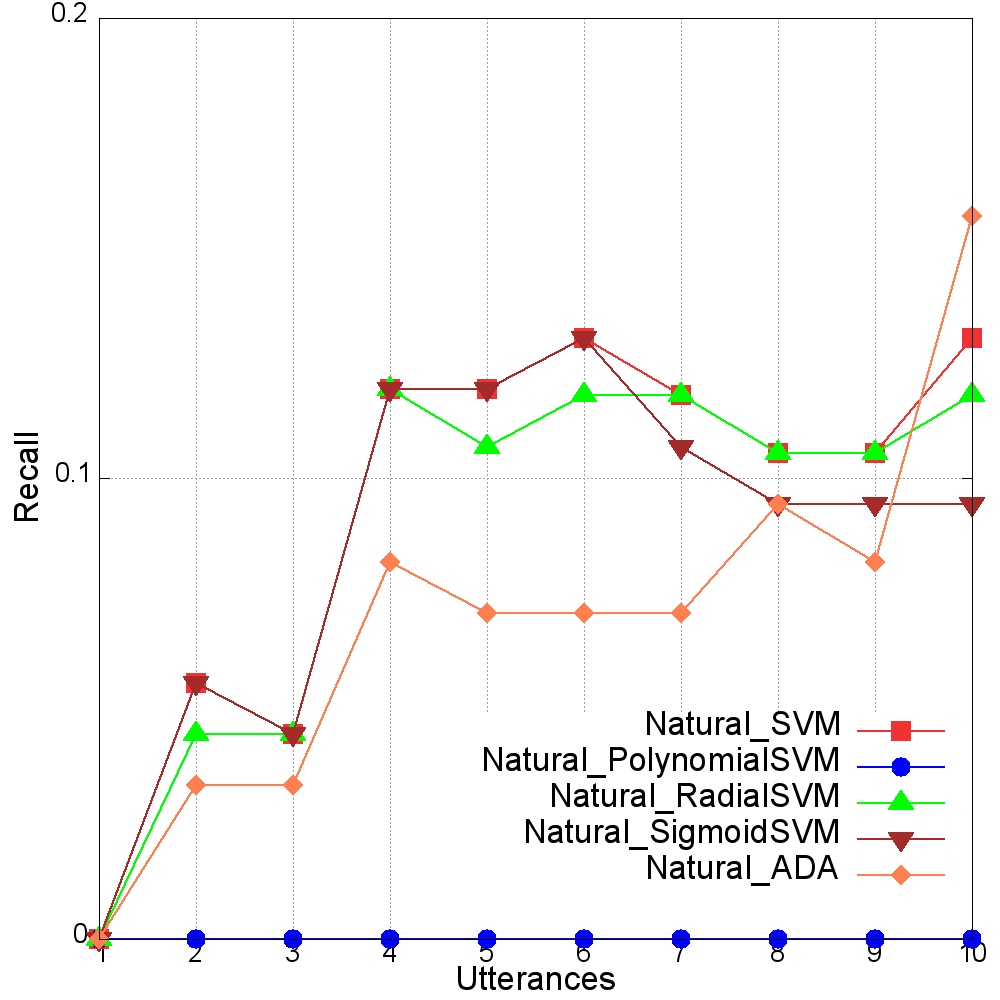 0.2
0.1
0
Recall
1 2 3 4 5 6 7 8 9 10
Utterances
Natural_SVM
Natural_PolynomialSVM
Natural_RadialSVM
Natural_SigmoidSVM
Natural_ADA